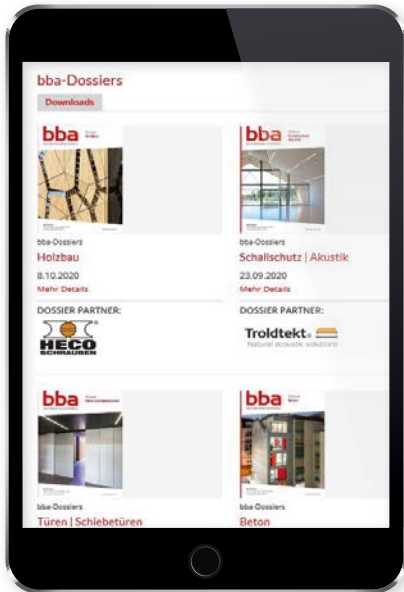 bba-Dossiers
Downloads
bba
bba
bba-Dossiers
Holzbau
8.10.2020
Mehr Details
DOSSIER PARTNER:
HECO
SCHRAUBEN
bba-Dossiers
Schallschutz | Akustik
23.09.2020
Mehr Details
DOSSIER PARTNER:
Troldtekt
Natural acoustic solutions
bba
bba
bba-Dossiers
Türen | Schiebetüren
bba-Dossiers
Beton